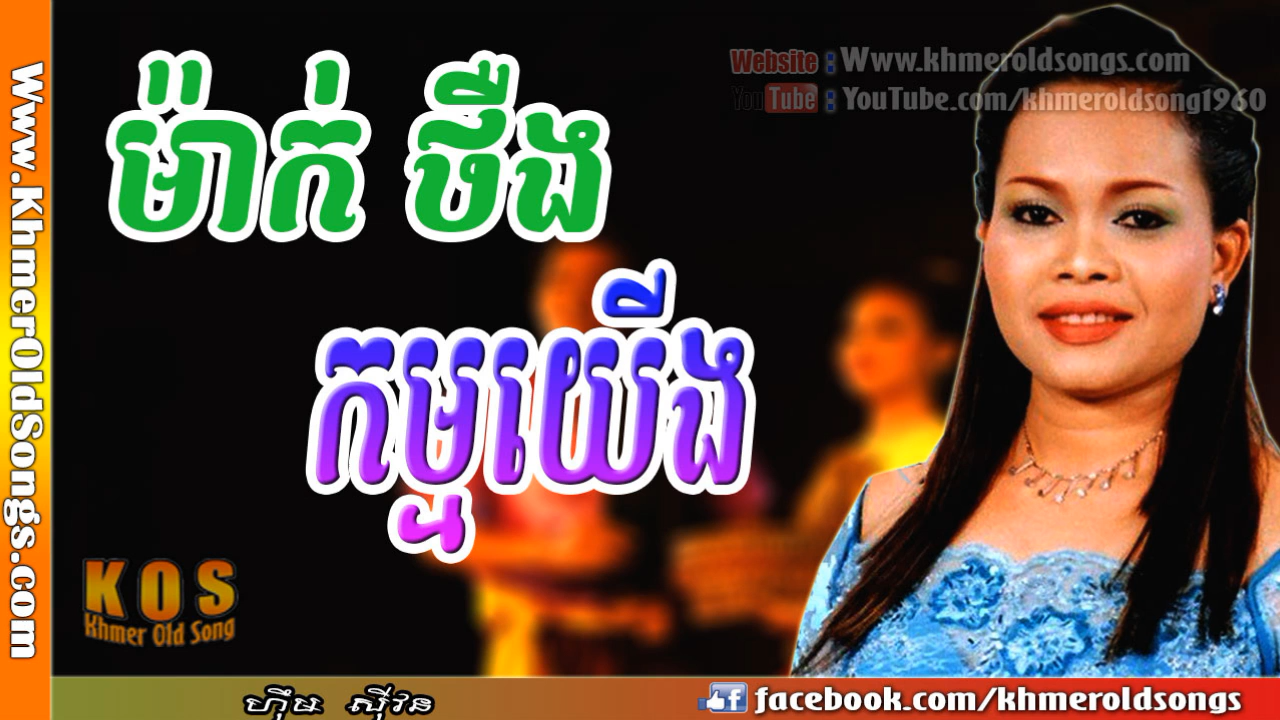 Www.KhmerOldSongs.com
Website : Www.khmeroldsongs.com
YouTube : YouTube.com/khmeroldsong1960
ម៉ាក់ ថឺង
កម្មយើង
KOS
Khmer Old Song
ហ៊ឹម ស៊ីវន
facebook.com/khmeroldsongs